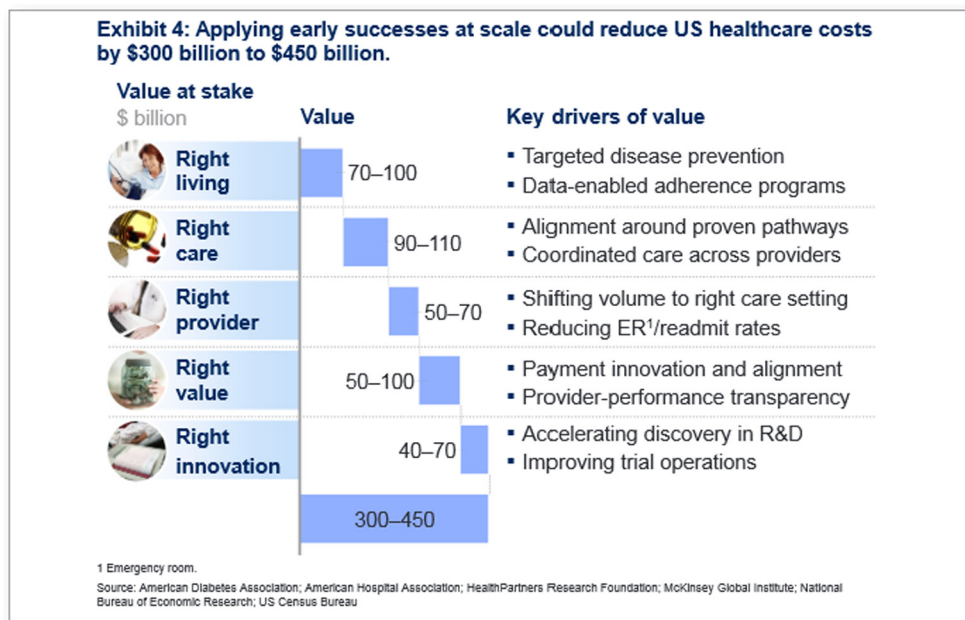 Exhibit 4: Applying early successes at scale could reduce US healthcare costs
by $300 billion to $450 billion.
Value at stake
$ billion
Value
Key drivers of value
Right
living
70–100
▪ Targeted disease prevention
▪ Data-enabled adherence programs
Right
care
90–110
▪ Alignment around proven pathways
▪ Coordinated care across providers
Right
provider
50–70
▪ Shifting volume to right care setting
▪ Reducing ER¹/readmit rates
Right
value
50–100
▪ Payment innovation and alignment
▪ Provider-performance transparency
Right
innovation
40–70
▪ Accelerating discovery in R&D
▪ Improving trial operations
300–450
1 Emergency room.
Source: American Diabetes Association; American Hospital Association; HealthPartners Research Foundation; McKinsey Global Institute; National
Bureau of Economic Research; US Census Bureau